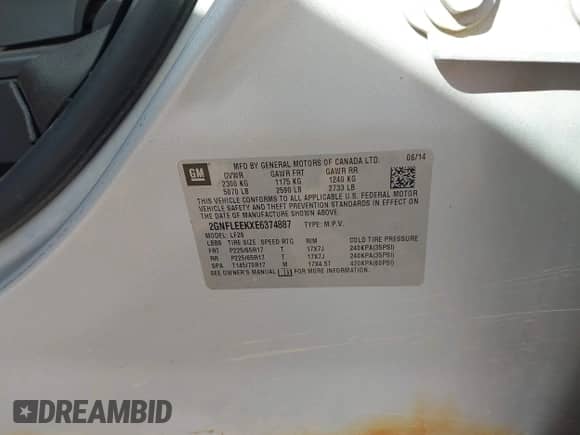 MFD BY GENERAL MOTORS OF CANADA LTD. 06/14
GM
GVWR GAWR FRT GAWR RR
2300 KG 1175 KG 1240 KG
5070 LB 2590 LB 2733 LB
THIS VEHICLE CONFORMS TO ALL APPLICABLE U.S. FEDERAL MOTOR
VEHICLE SAFETY AND THEFT PREVENTION STANDARDS IN EFFECT ON THE
DATE OF MANUFACTURE SHOWN ABOVE.
2GNFLEEKXE6374887 TYPE: M.P.V.
MODEL: LF26
TIRE SIZE SPEED RTG RIM COLD TIRE PRESSURE
FRT P225/65R17 T 17X7J 240KPA(35PSI)
RR P225/65R17 T 17X7J 240KPA(35PSI)
SPA T145/70R17 M 17X4.5T 420KPA(60PSI)
SEE OWNER'S MANUAL FOR MORE INFORMATION.
DREAMBID